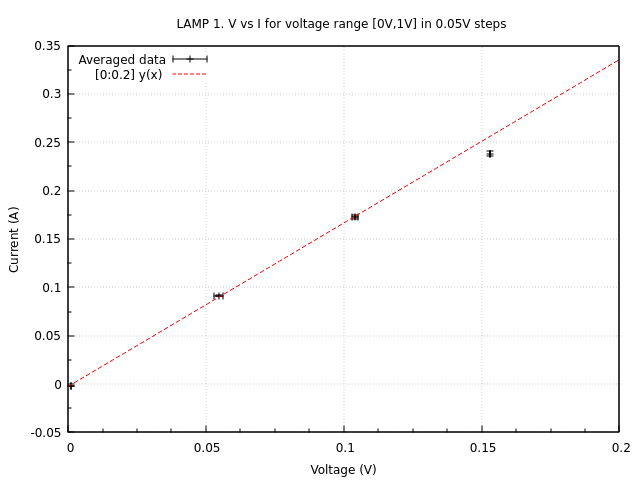 LAMP 1. V vs I for voltage range [0V,1V] in 0.05V steps
0.35
0.3
0.25
0.2
0.15
0.1
0.05
0
-0.05
Current (A)
Averaged data
[0:0.2] y(x)
0 0.05 0.1 0.15 0.2
Voltage (V)